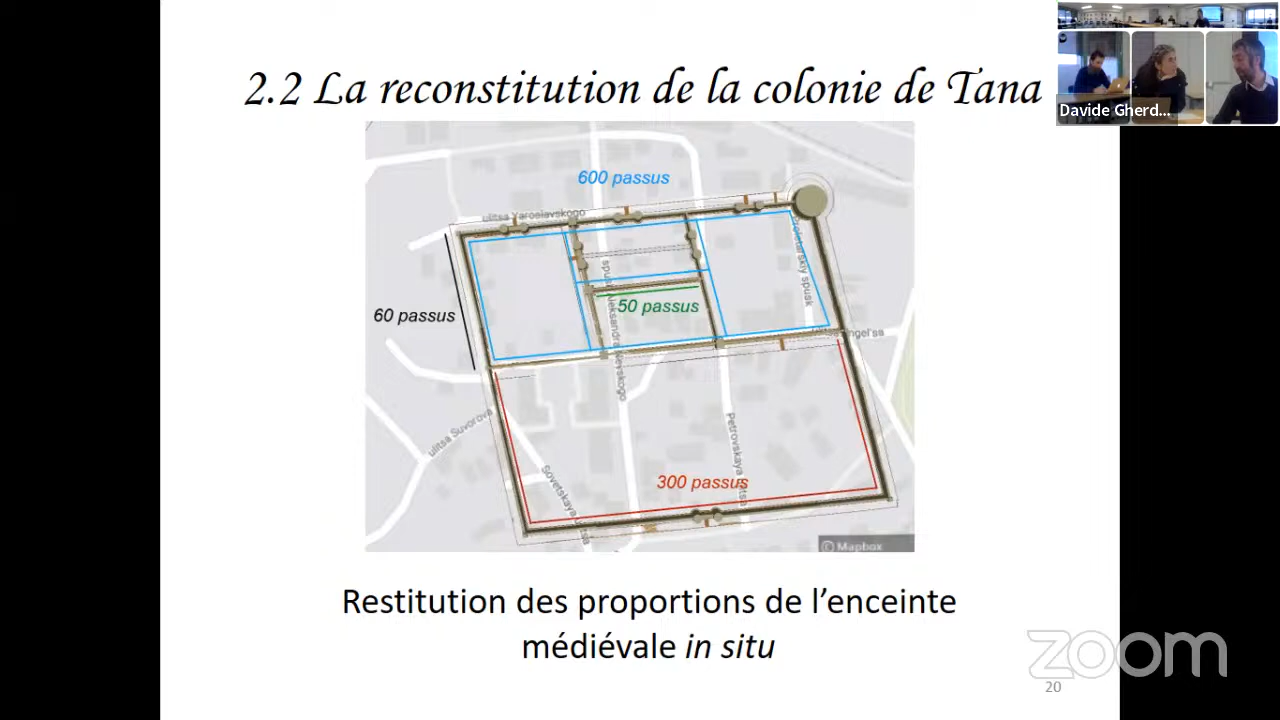 2.2 La reconstitution de la colonie de Tana
Davide Gherd...
600 passus
ulitsa Yaroslavskogo
60 passus
50 passus
ulitsa Suvorova
Petrovskaya
300 passus
Sovetskaya
© Mapbox
Restitution des proportions de l’enceinte
médiévale in situ
zoom
20